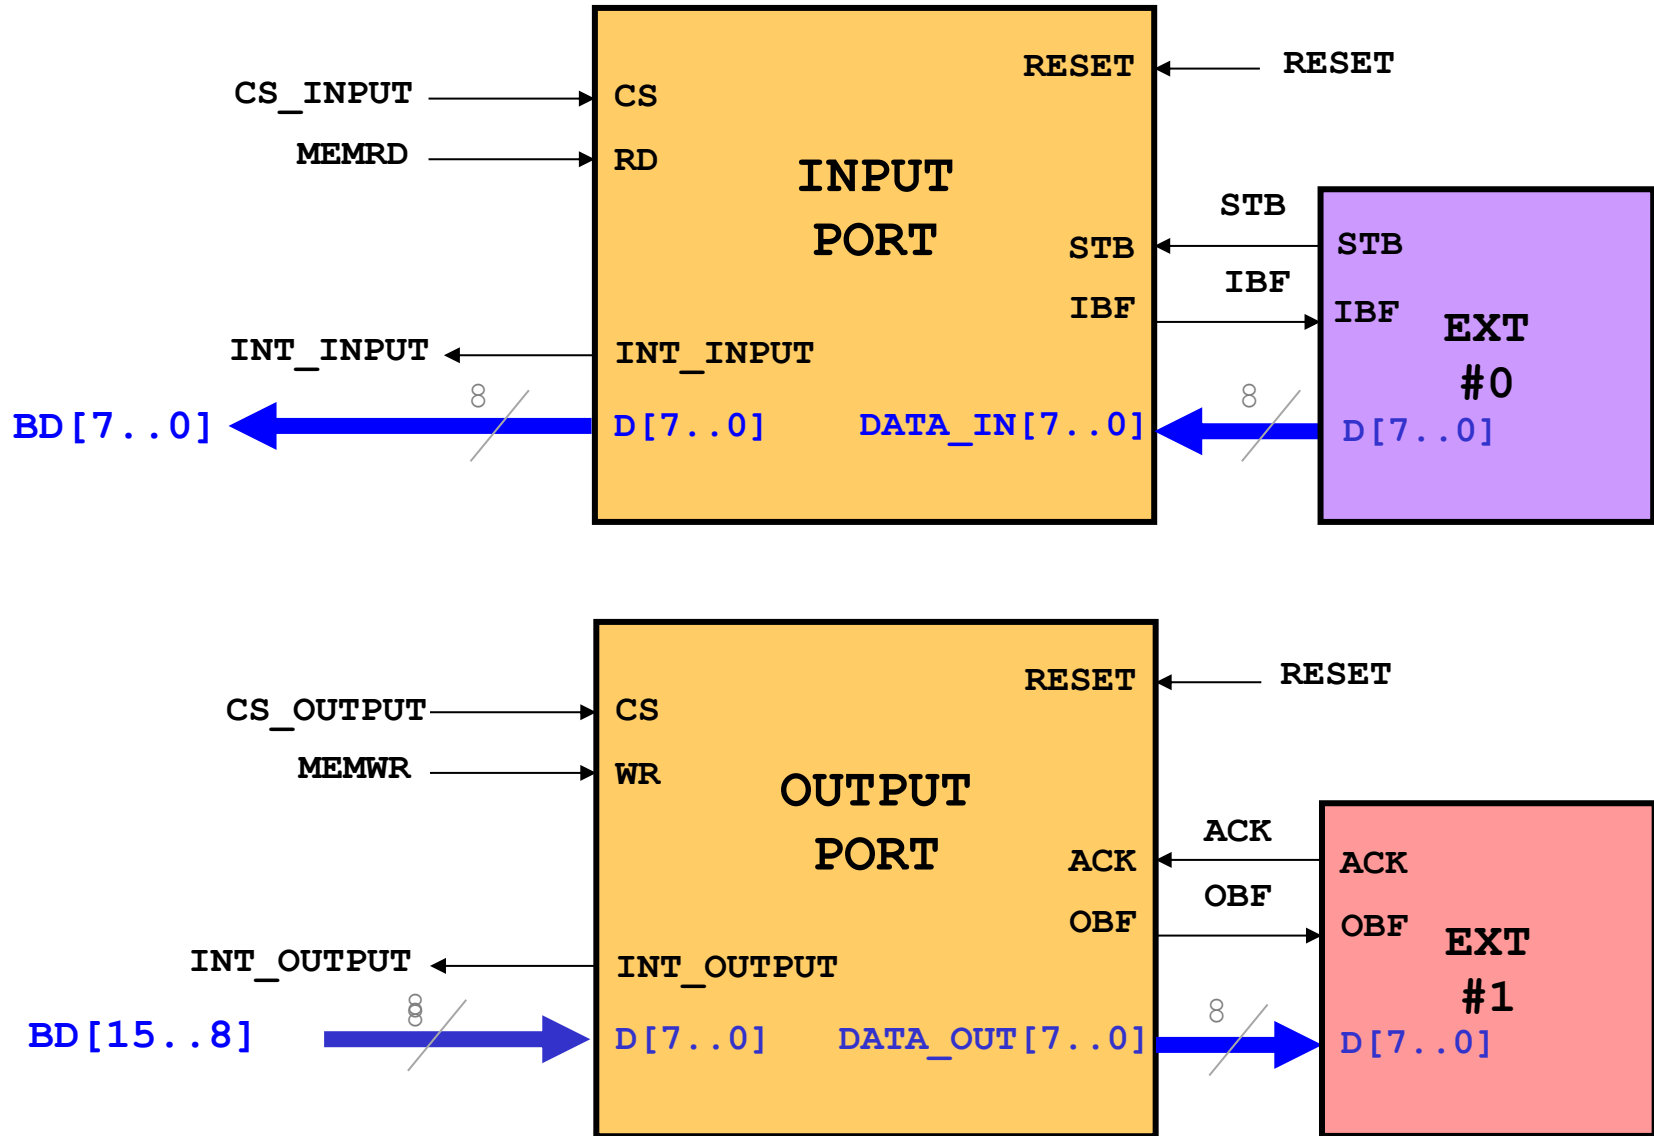 RESET
RESET
CS_INPUT
CS
MEMRD
RD
INPUT
PORT
STB
STB
STB
IBF
IBF
IBF
EXT
#0
INT_INPUT
INT_INPUT
8
8
BD[7..0]
D[7..0]
DATA_IN[7..0]
D[7..0]
RESET
RESET
CS_OUTPUT
CS
MEMWR
WR
OUTPUT
PORT
ACK
ACK
ACK
OBF
OBF
OBF
EXT
#1
INT_OUTPUT
INT_OUTPUT
8
8
8
BD[15..8]
D[7..0]
DATA_OUT[7..0]
D[7..0]